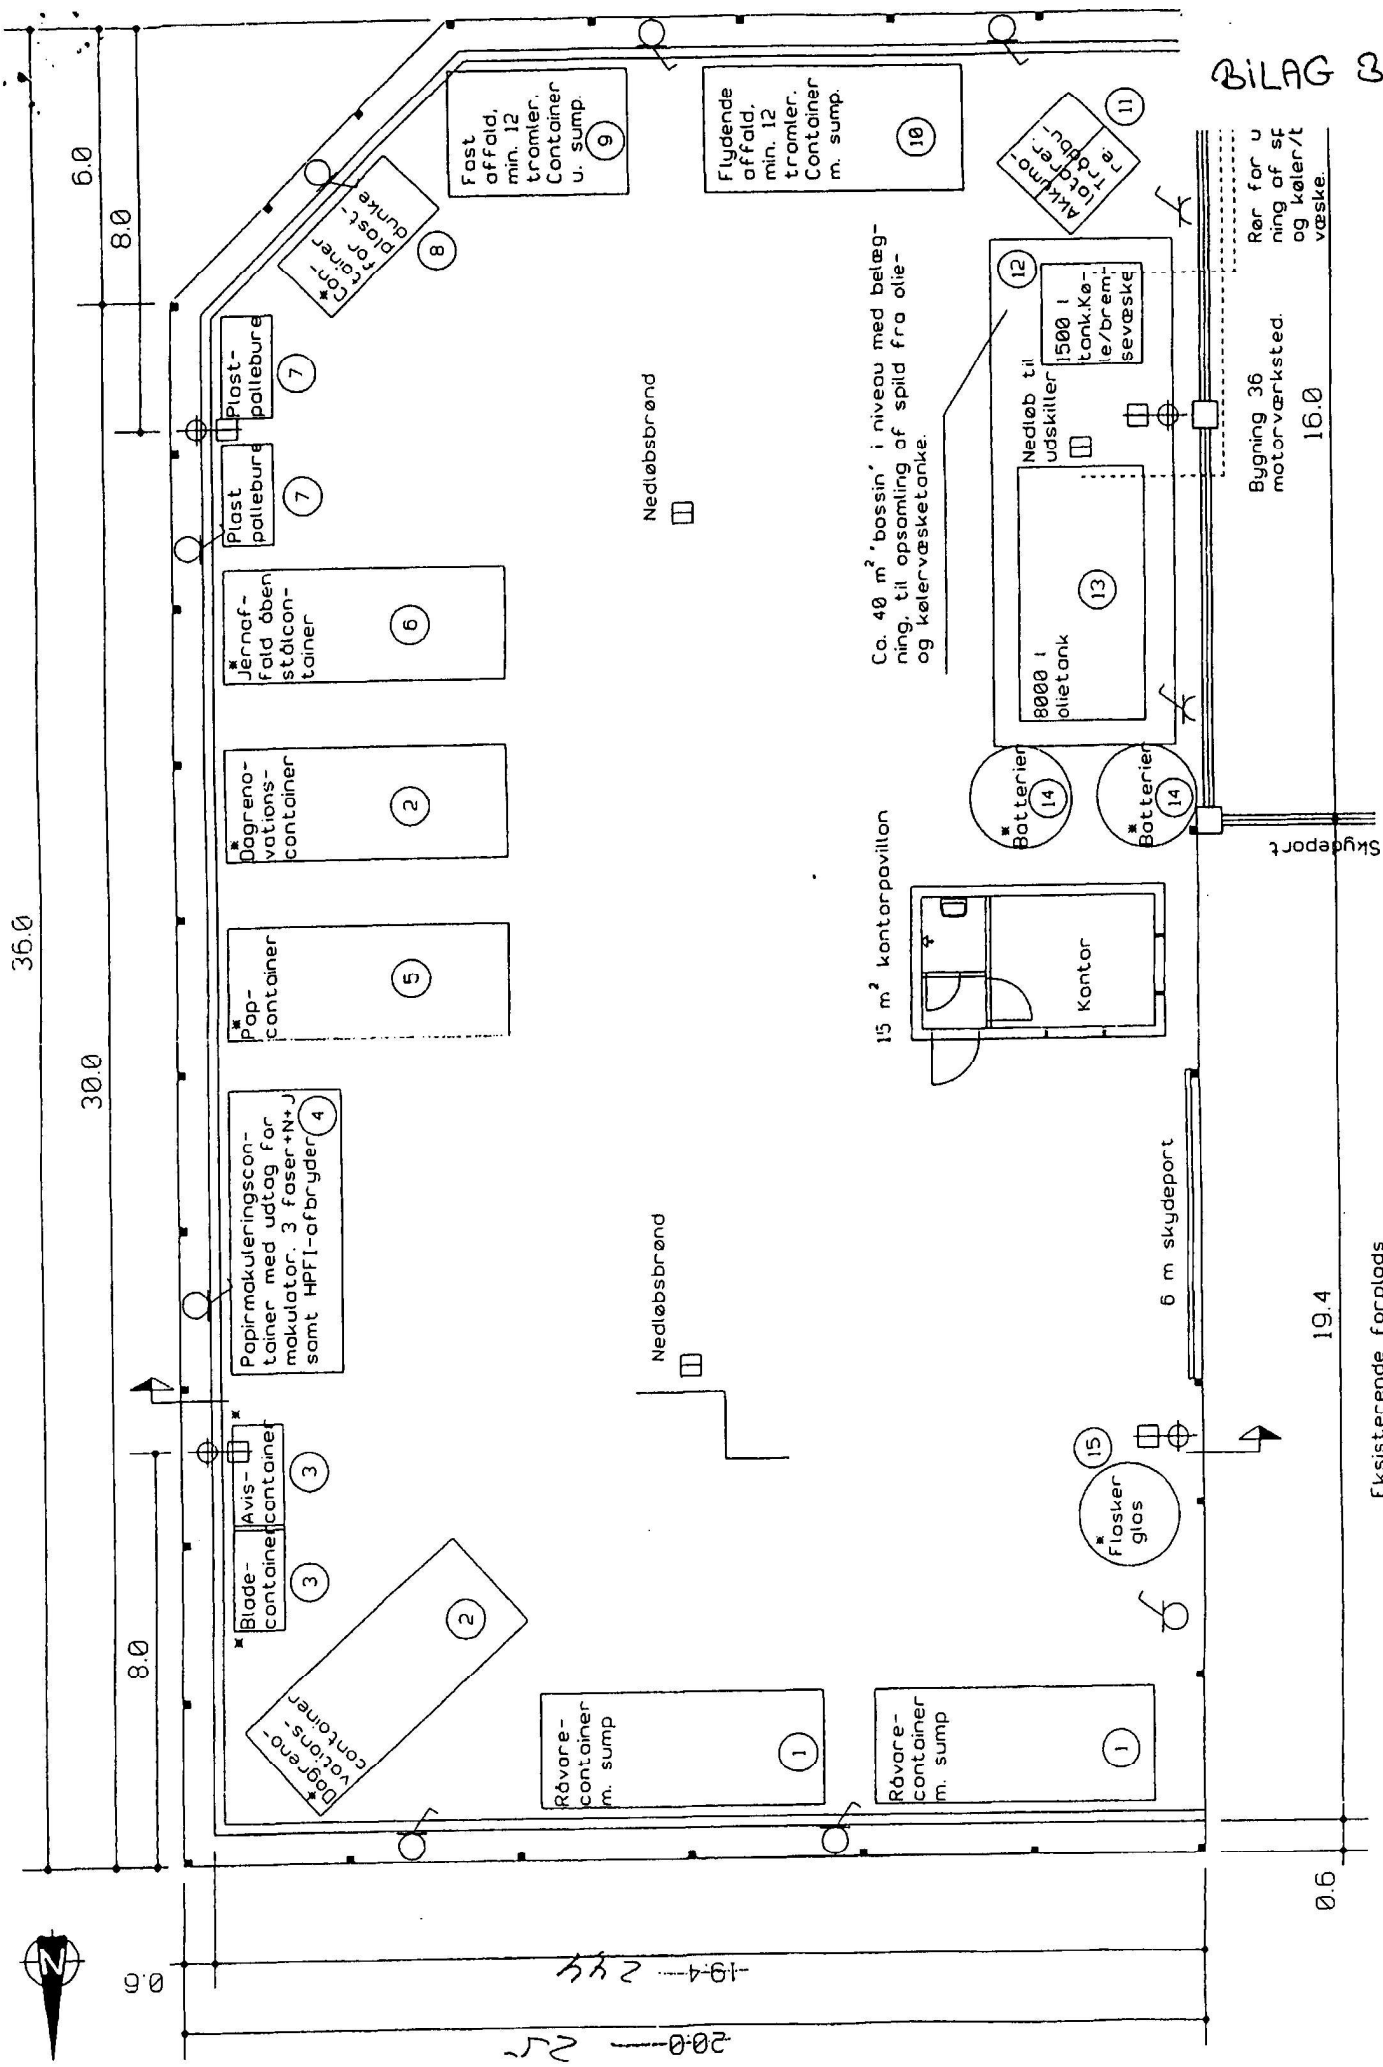 BILAG 3
36.0
6.0
30.0
8.0
8.0
N
0.6
19.4 244
20.0 25
Fast
affald,
min. 12
tromler.
Container
u. sump.
9
Flydende
affald,
min. 12
tromler.
Container
m. sump.
10
Akkumu-
latorer.
Trådbu-
re.
11
*
Con-
tainer
for
plast-
dunke
8
Plast-
pallebure
7
Plast
pallebure
7
*
Jernaf-
fald åben
stålcon-
tainer
6
*
Dagreno-
vations-
container
2
*
Pap-
container
5
Papirmakuleringscon-
tainer med udtag for
makulator. 3 faser+N+J
samt HPFI-afbryder
4
*
Avis-
container
3
*
Blade-
container
3
*
Dagreno-
vations-
container
2
Råvare-
container
m. sump
1
Råvare-
container
m. sump
1
Nedløbsbrønd
Nedløbsbrønd
Ca. 40 m² 'bassin' i niveau med belæg-
ning, til opsamling af spild fra olie-
og kølervæsketanke.
12
1500 l
tank.Kø-
le/brem-
sevæske
Nedløb til
udskiller
8000 l
olietank
13
*
Batterier
14
*
Batterier
14
15 m² kontorpavillon
Kontor
6 m skydeport
*
Flasker
glas
15
Skydeport
Rør for u
ning af sp
og køler/b
væske.
Bygning 36
motorværksted.
16.0
19.4
0.6
Eksisterende forplads